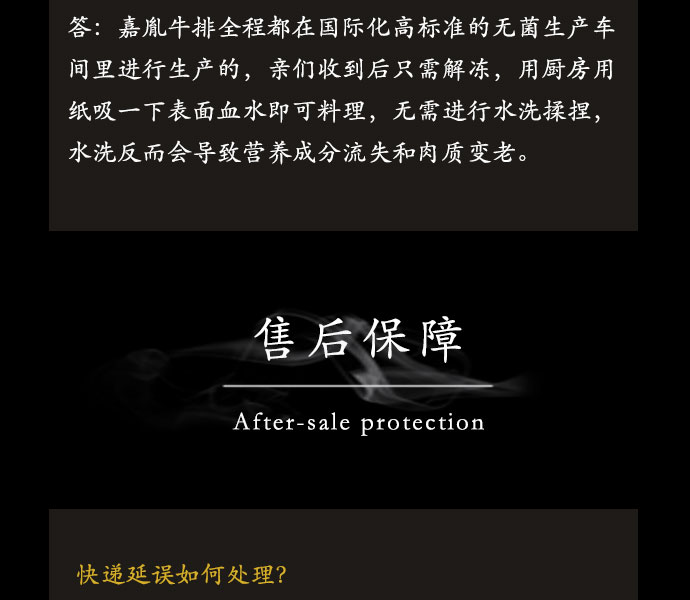 答：嘉胤牛排全程都在国际化高标准的无菌生产车
间里进行生产的，亲们收到后只需解冻，用厨房用
纸吸一下表面血水即可料理，无需进行水洗揉捏，
水洗反而会导致营养成分流失和肉质变老。
售后保障
After-sale protection
快递延误如何处理？